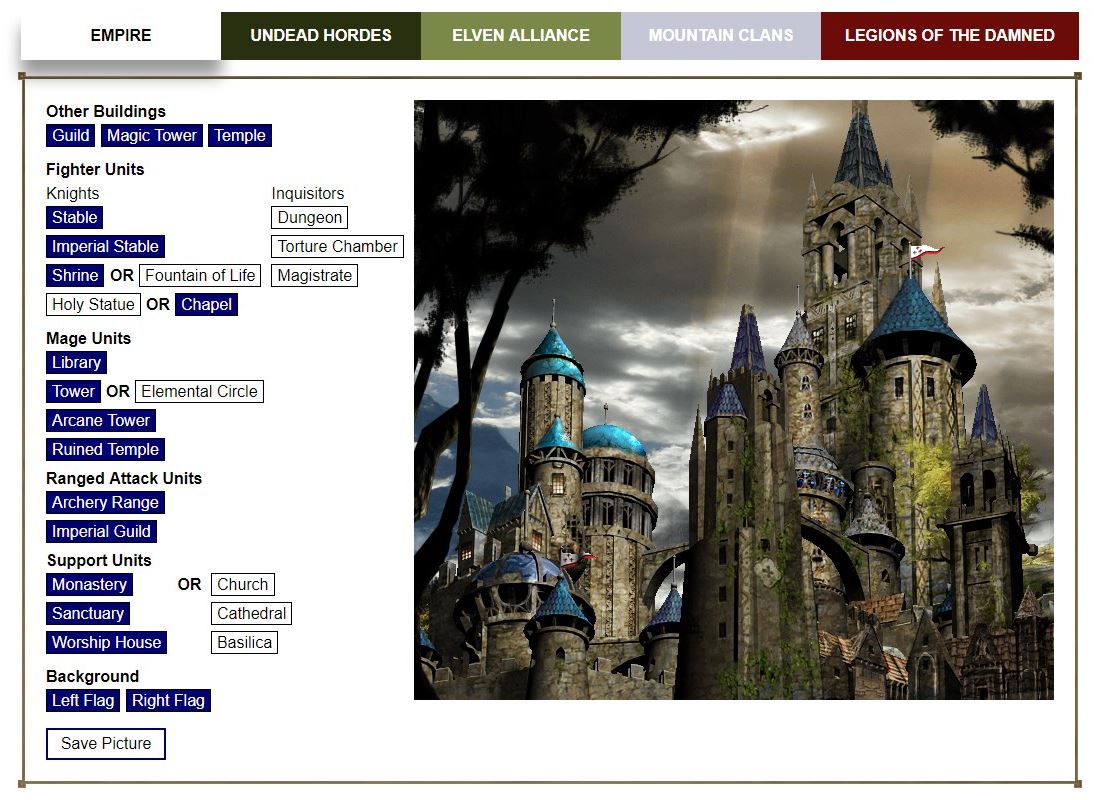 EMPIRE UNDEAD HORDES ELVEN ALLIANCE MOUNTAIN CLANS LEGIONS OF THE DAMNED
Other Buildings
Guild Magic Tower Temple
Fighter Units
Knights Inquisitors
Stable Dungeon
Imperial Stable Torture Chamber
Shrine OR Fountain of Life Magistrate
Holy Statue OR Chapel
Mage Units
Library
Tower OR Elemental Circle
Arcane Tower
Ruined Temple
Ranged Attack Units
Archery Range
Imperial Guild
Support Units
Monastery OR Church
Sanctuary Cathedral
Worship House Basilica
Background
Left Flag Right Flag
Save Picture